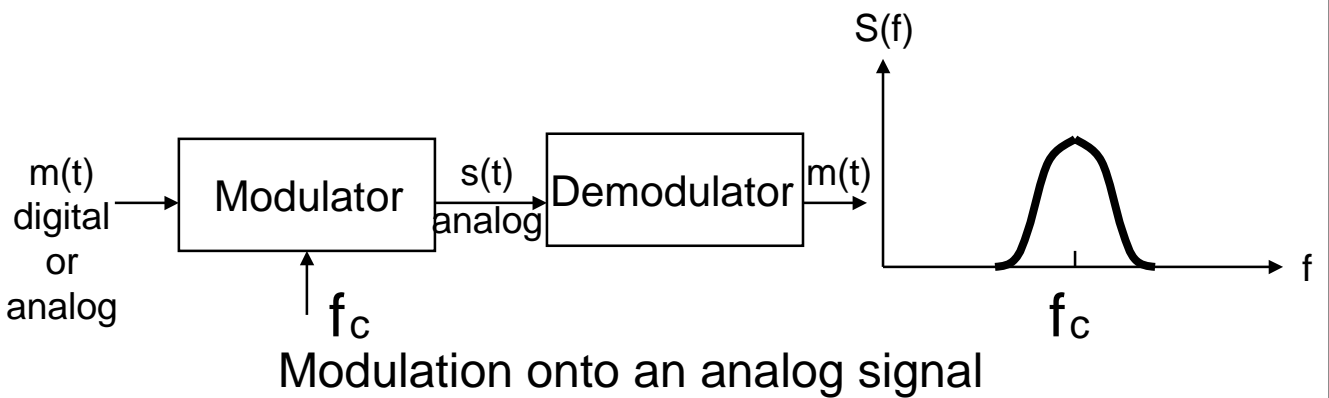 S(f)
m(t)
digital
or
analog
Modulator
s(t)
analog
Demodulator
m(t)
f
fc
fc
Modulation onto an analog signal